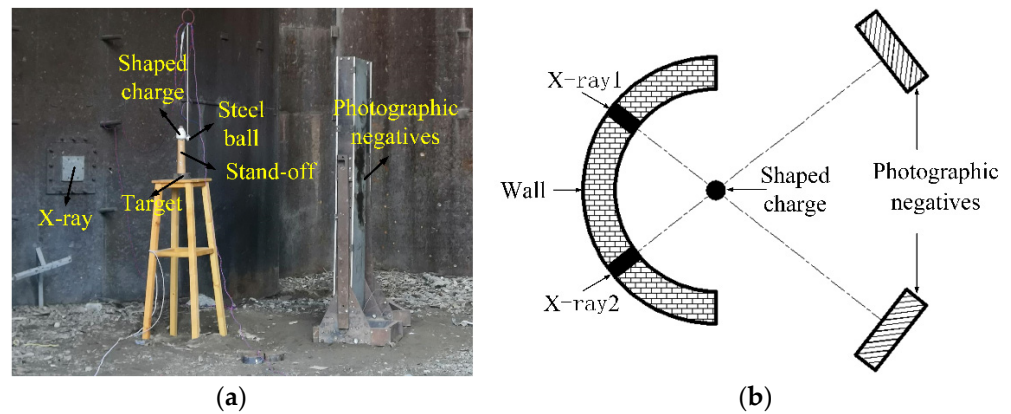 Shaped
charge
Steel
ball
Photographic
negatives
Stand-off
X-ray
Target
(a)
X-ray1
Wall
Shaped
charge
Photographic
negatives
X-ray2
(b)